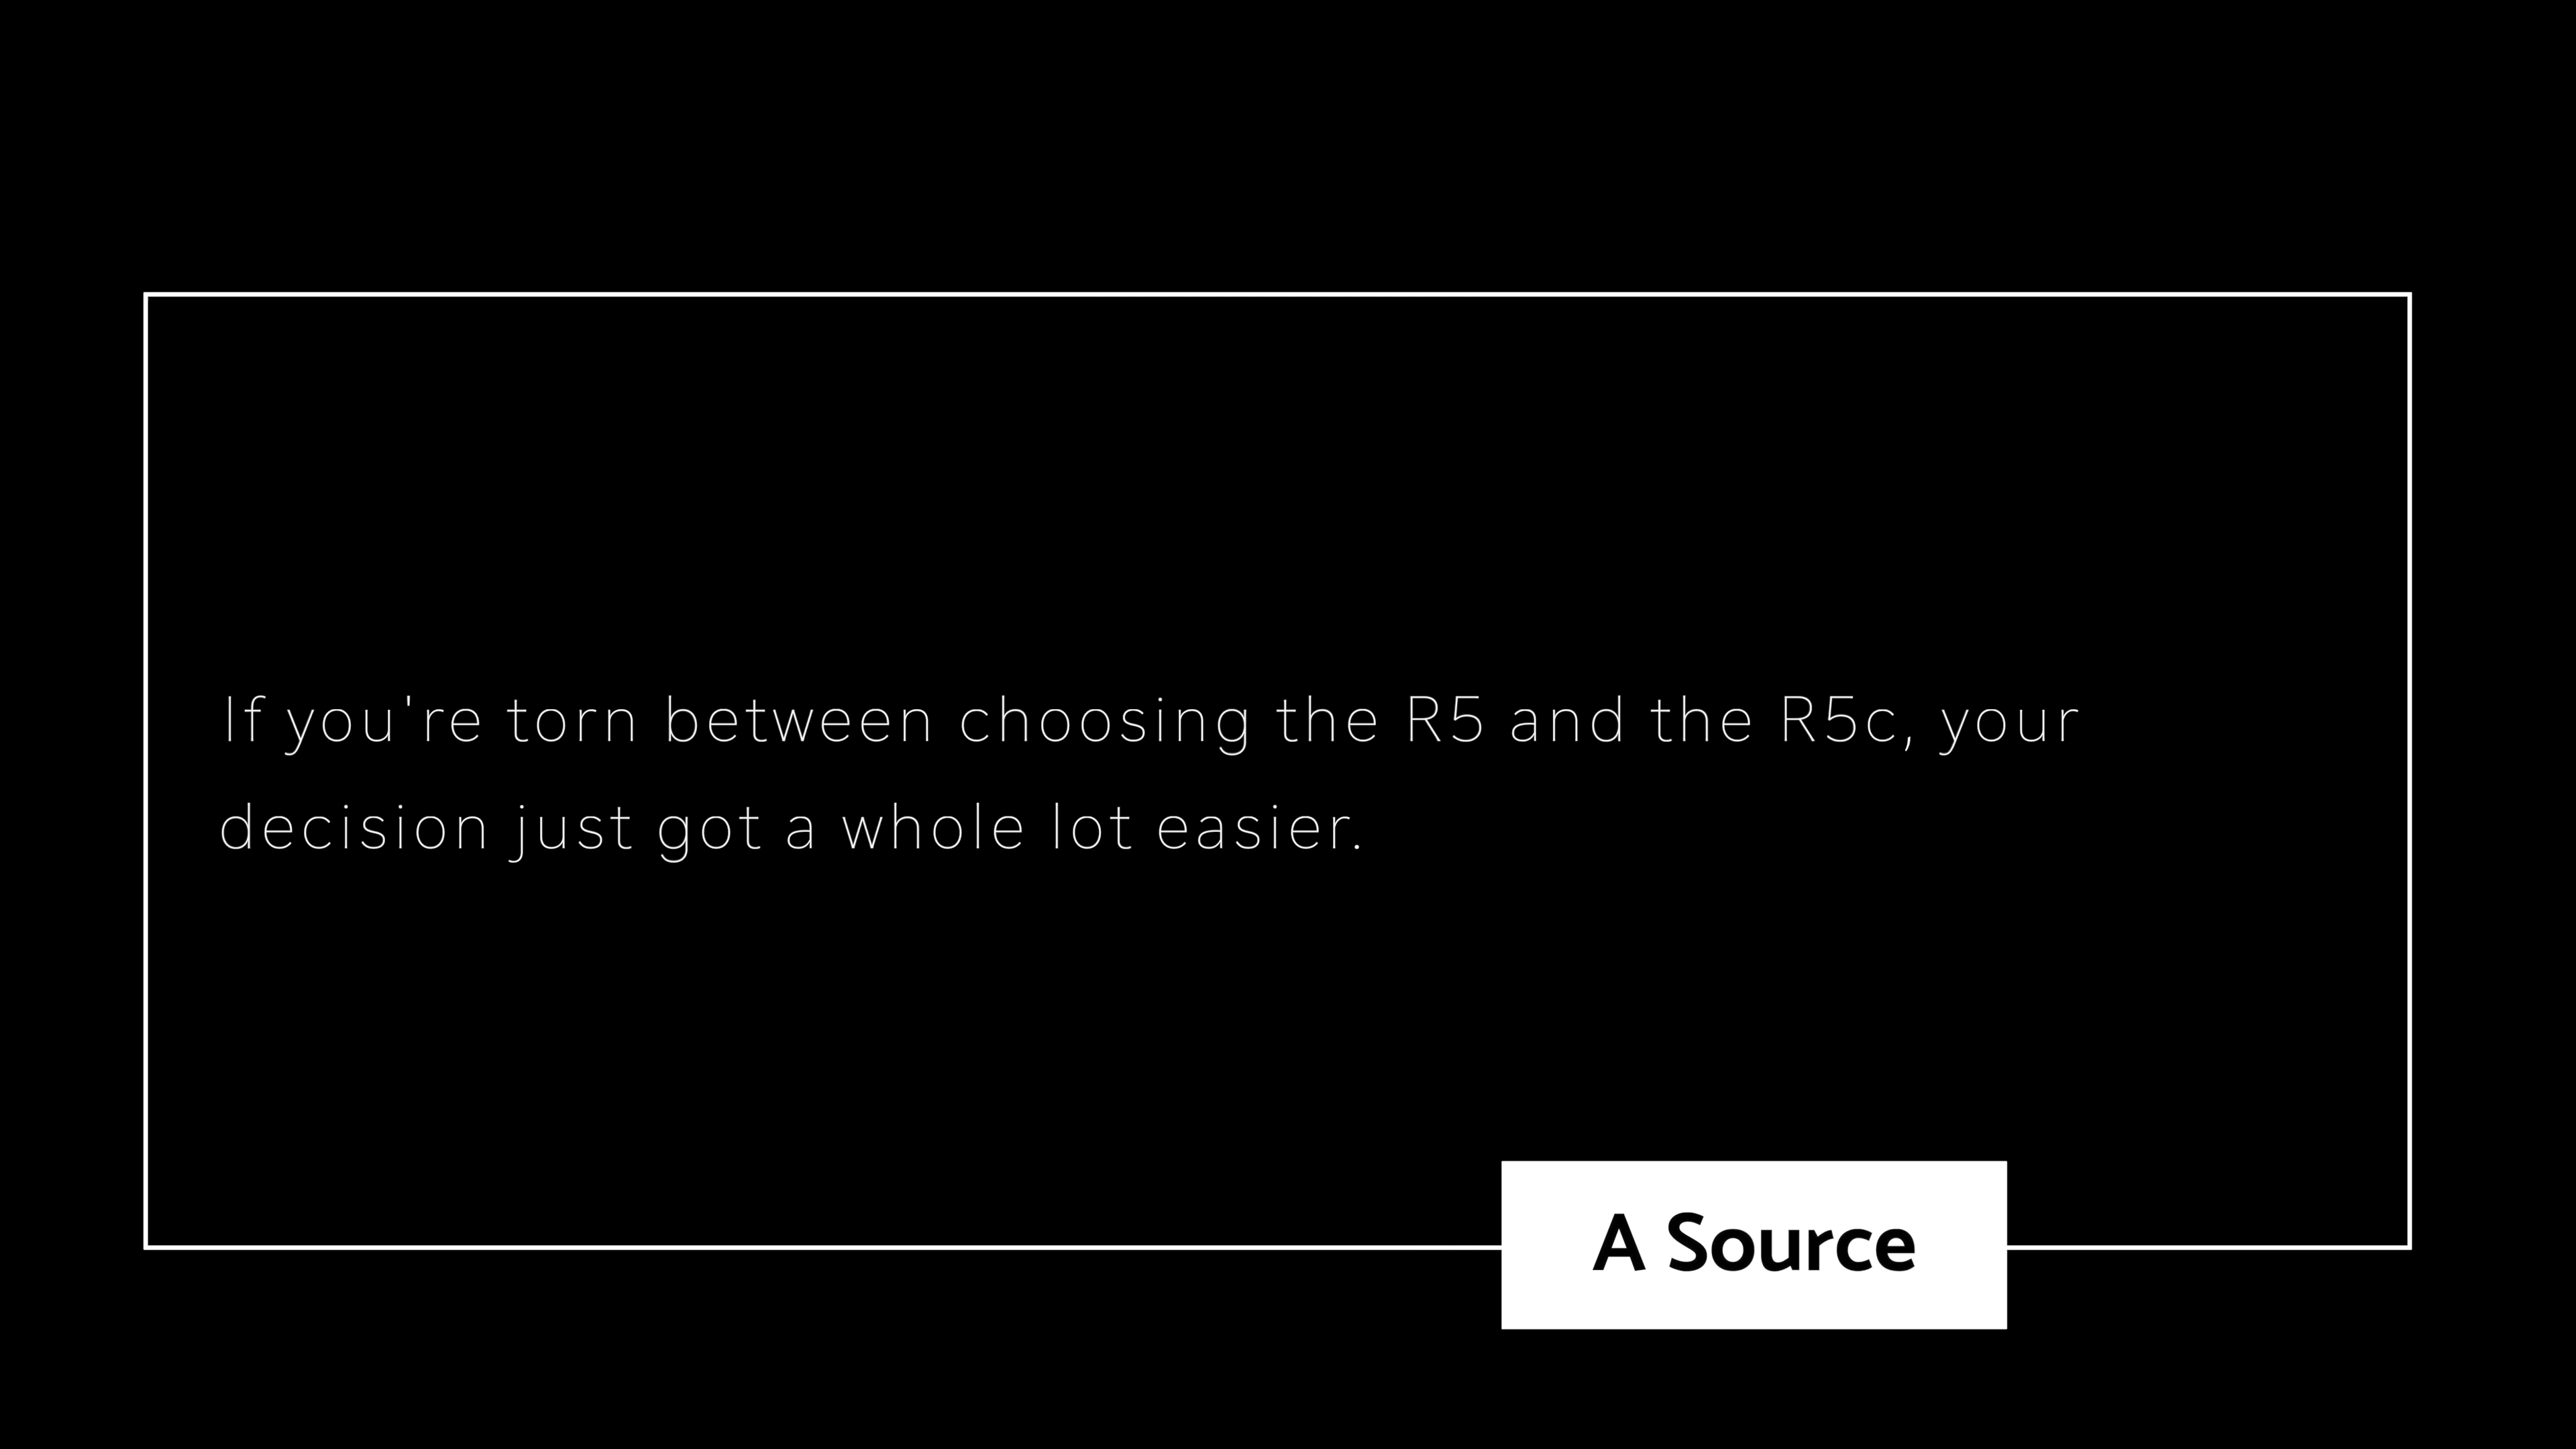 If you're torn between choosing the R5 and the R5c, your
decision just got a whole lot easier.
A Source